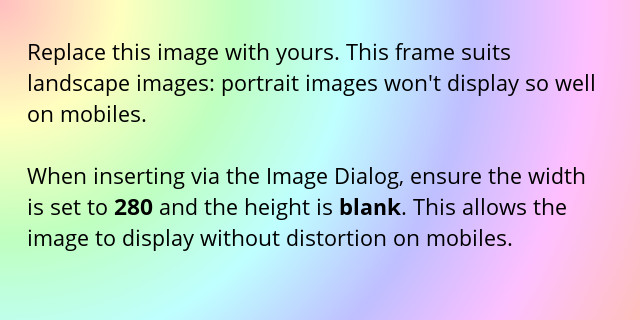 Replace this image with yours. This frame suits
landscape images: portrait images won't display so well
on mobiles.
When inserting via the Image Dialog, ensure the width
is set to 280 and the height is blank. This allows the
image to display without distortion on mobiles.